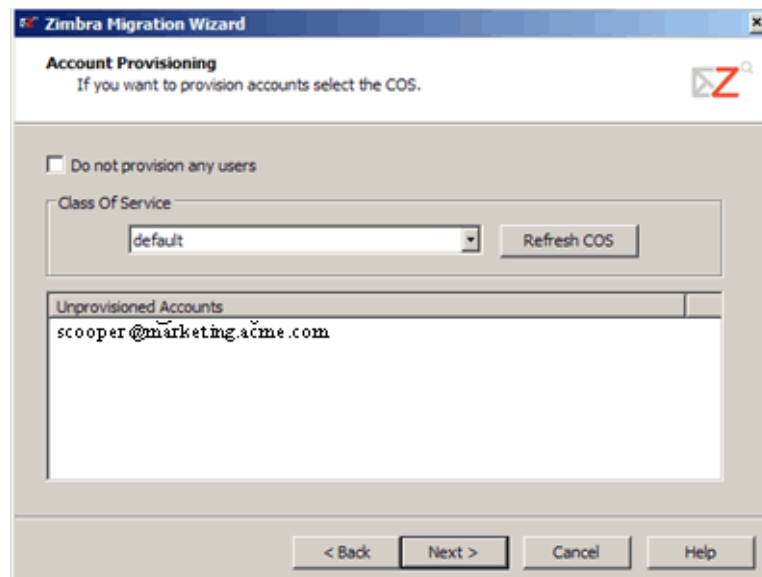 Zimbra Migration Wizard
Account Provisioning
If you want to provision accounts select the COS.
Do not provision any users
Class Of Service
default
Refresh COS
Unprovisioned Accounts
scooper@marketing.acme.com
< Back
Next >
Cancel
Help